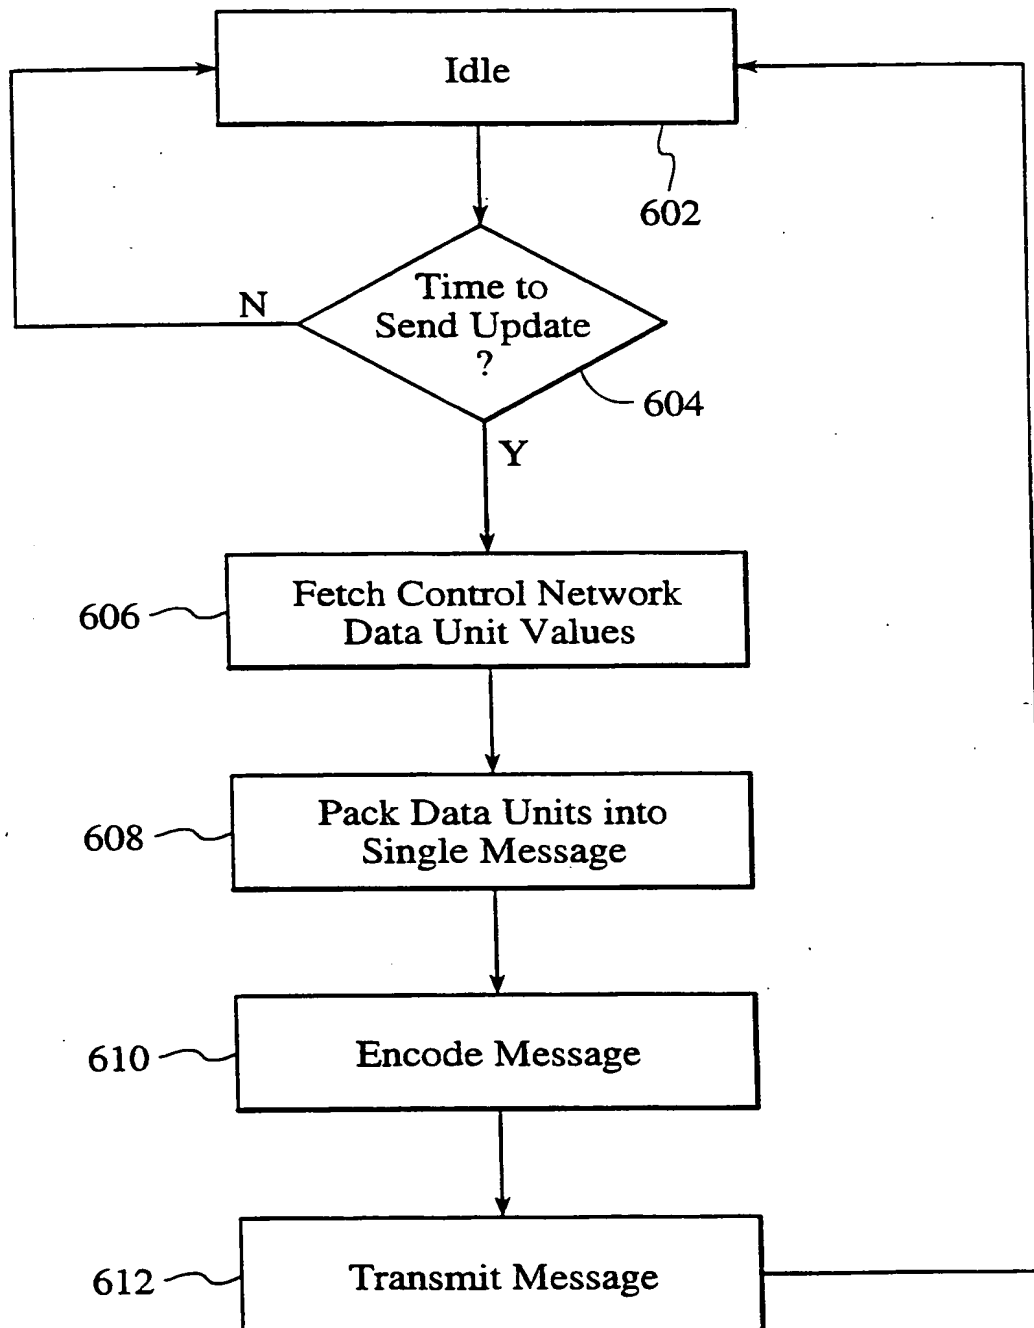 Idle
602
Time to
Send Update
?
N
604
Y
Fetch Control Network
Data Unit Values
606
Pack Data Units into
Single Message
608
Encode Message
610
Transmit Message
612